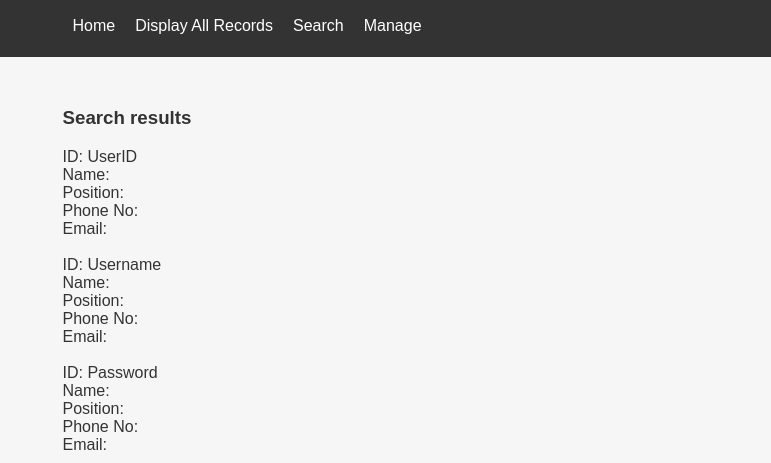 Home Display All Records Search Manage
Search results
ID: UserID
Name:
Position:
Phone No:
Email:
ID: Username
Name:
Position:
Phone No:
Email:
ID: Password
Name:
Position:
Phone No:
Email: